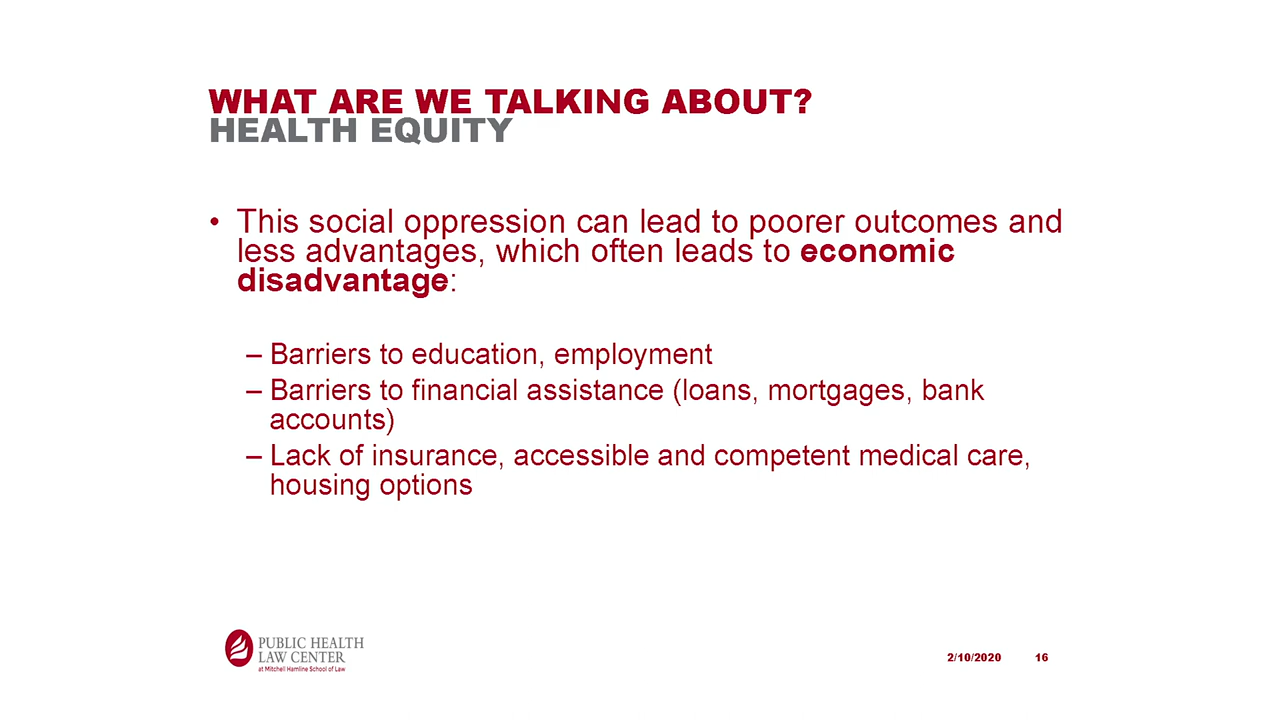 WHAT ARE WE TALKING ABOUT?
HEALTH EQUITY
• This social oppression can lead to poorer outcomes and
less advantages, which often leads to economic
disadvantage:
– Barriers to education, employment
– Barriers to financial assistance (loans, mortgages, bank
accounts)
– Lack of insurance, accessible and competent medical care,
housing options
PUBLIC HEALTH
LAW CENTER
at Mitchell Hamline School of Law
2/10/2020 16